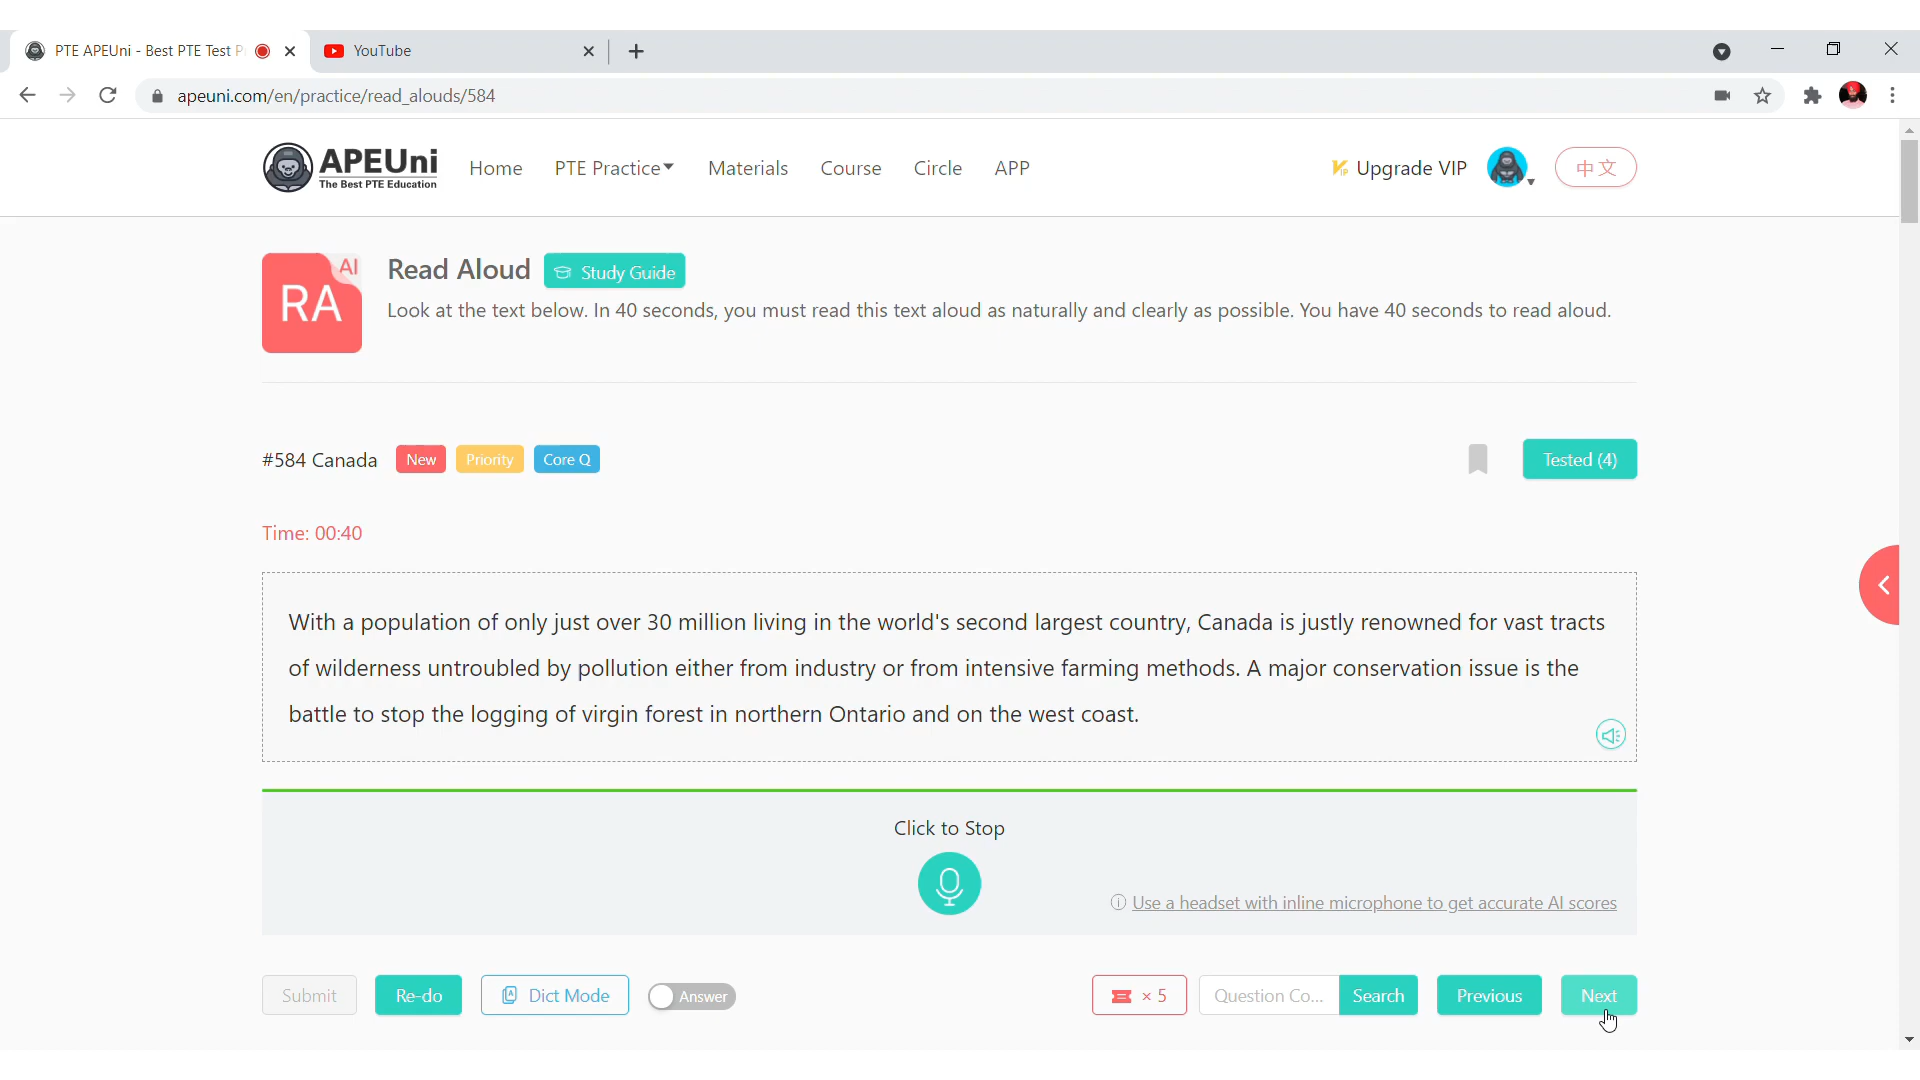 PTE APEUni - Best PTE Test P
YouTube
apeuni.com/en/practice/read_alouds/584
APEUni
The Best PTE Education
Home
PTE Practice
Materials
Course
Circle
APP
Upgrade VIP
中文
RA
AI
Read Aloud
Study Guide
Look at the text below. In 40 seconds, you must read this text aloud as naturally and clearly as possible. You have 40 seconds to read aloud.
#584 Canada
New
Priority
Core Q
Tested (4)
Time: 00:40
With a population of only just over 30 million living in the world's second largest country, Canada is justly renowned for vast tracts
of wilderness untroubled by pollution either from industry or from intensive farming methods. A major conservation issue is the
battle to stop the logging of virgin forest in northern Ontario and on the west coast.
Click to Stop
Use a headset with inline microphone to get accurate AI scores
Submit
Re-do
Dict Mode
Answer
× 5
Question Co...
Search
Previous
Next